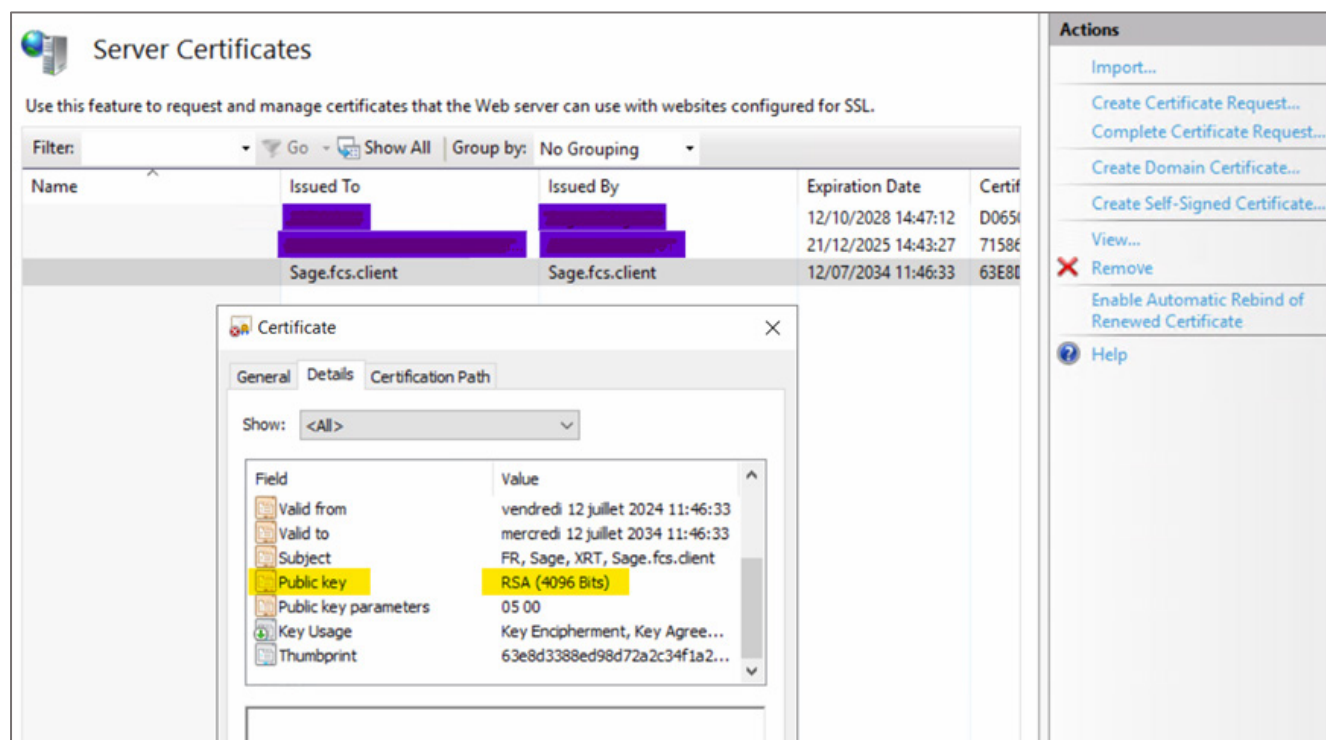 Server Certificates
Use this feature to request and manage certificates that the Web server can use with websites configured for SSL.
Filter: Go Show All Group by: No Grouping
Name Issued To Issued By Expiration Date Certif
12/10/2028 14:47:12 D0650
21/12/2025 14:43:27 71586
Sage.fcs.client Sage.fcs.client 12/07/2034 11:46:33 63E8D
Certificate
General Details Certification Path
Show: <All>
Field Value
Valid from vendredi 12 juillet 2024 11:46:33
Valid to mercredi 12 juillet 2034 11:46:33
Subject FR, Sage, XRT, Sage.fcs.client
Public key RSA (4096 Bits)
Public key parameters 05 00
Key Usage Key Encipherment, Key Agree...
Thumbprint 63e8d3388ed98d72a2c34f1a2...
Actions
Import...
Create Certificate Request...
Complete Certificate Request...
Create Domain Certificate...
Create Self-Signed Certificate...
View...
Remove
Enable Automatic Rebind of
Renewed Certificate
Help